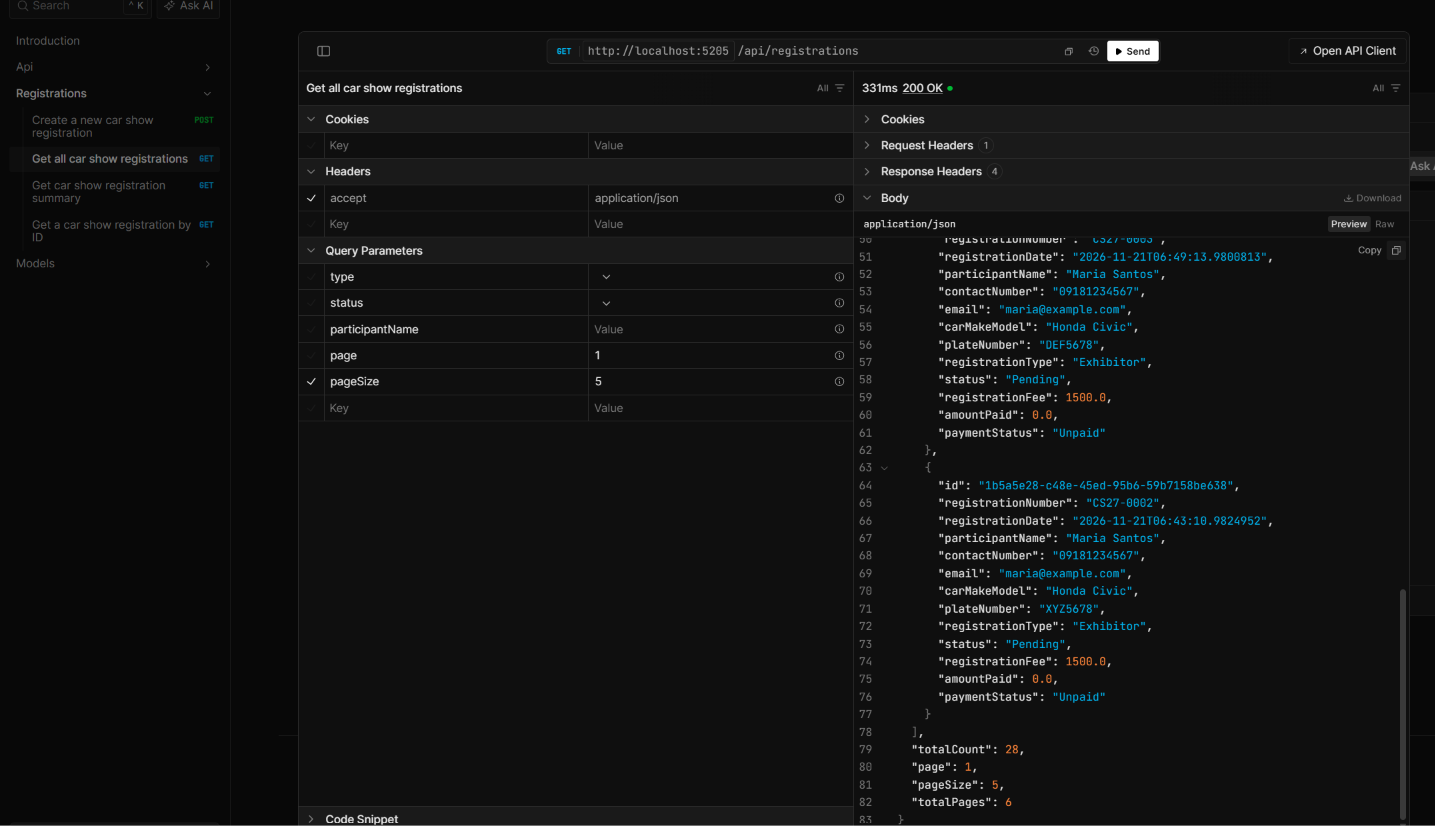 Search
^ K
Ask AI
Introduction
Api
Registrations
Create a new car show
registration
POST
Get all car show registrations
GET
Get car show registration
summary
GET
Get a car show registration by
ID
GET
Models
GET
http://localhost:5205
/api/registrations
Send
Open API Client
Get all car show registrations
All
Cookies
Key
Value
Headers
accept
application/json
Key
Value
Query Parameters
type
status
participantName
Value
page
1
pageSize
5
Key
Value
Code Snippet
331ms 200 OK
All
Cookies
Request Headers 1
Response Headers 4
Body
Download
application/json
Preview
Raw
Copy
50 "registrationNumber": "CS27-0003",
51 "registrationDate": "2026-11-21T06:49:13.9800813",
52 "participantName": "Maria Santos",
53 "contactNumber": "09181234567",
54 "email": "maria@example.com",
55 "carMakeModel": "Honda Civic",
56 "plateNumber": "DEF5678",
57 "registrationType": "Exhibitor",
58 "status": "Pending",
59 "registrationFee": 1500.0,
60 "amountPaid": 0.0,
61 "paymentStatus": "Unpaid"
62 },
63 {
64 "id": "1b5a5e28-c48e-45ed-95b6-59b7158be638",
65 "registrationNumber": "CS27-0002",
66 "registrationDate": "2026-11-21T06:43:10.9824952",
67 "participantName": "Maria Santos",
68 "contactNumber": "09181234567",
69 "email": "maria@example.com",
70 "carMakeModel": "Honda Civic",
71 "plateNumber": "XYZ5678",
72 "registrationType": "Exhibitor",
73 "status": "Pending",
74 "registrationFee": 1500.0,
75 "amountPaid": 0.0,
76 "paymentStatus": "Unpaid"
77 }
78 ],
79 "totalCount": 28,
80 "page": 1,
81 "pageSize": 5,
82 "totalPages": 6
83 }
Ask